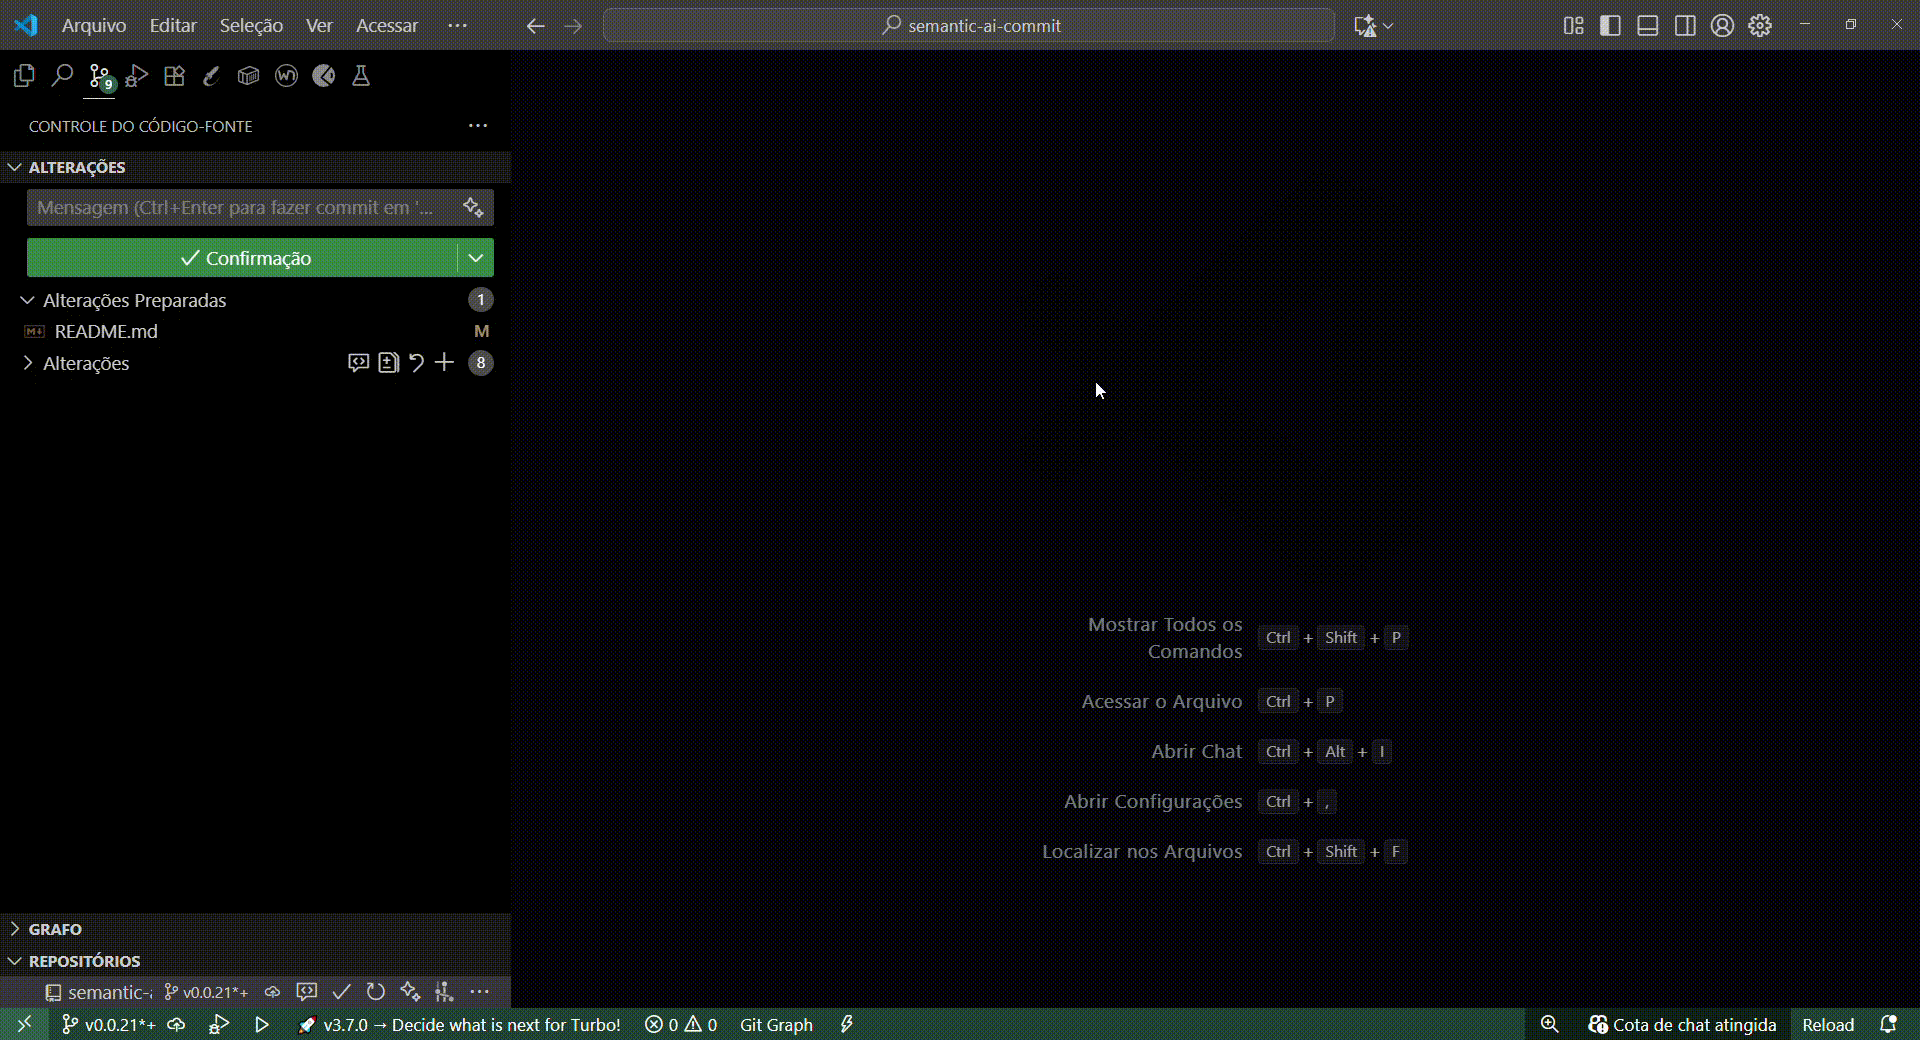 Arquivo Editar Seleção Ver Acessar ···
semantic-ai-commit
9
CONTROLE DO CÓDIGO-FONTE
ALTERAÇÕES
Mensagem (Ctrl+Enter para fazer commit em '...
Confirmação
Alterações Preparadas 1
README.md M
Alterações 8
Mostrar Todos os Comandos Ctrl + Shift + P
Acessar o Arquivo Ctrl + P
Abrir Chat Ctrl + Alt + I
Abrir Configurações Ctrl + ,
Localizar nos Arquivos Ctrl + Shift + F
GRAFO
REPOSITÓRIOS
semantic-a v0.0.21*+
v0.0.21*+ v3.7.0 → Decide what is next for Turbo! 0 0 Git Graph Cota de chat atingida Reload